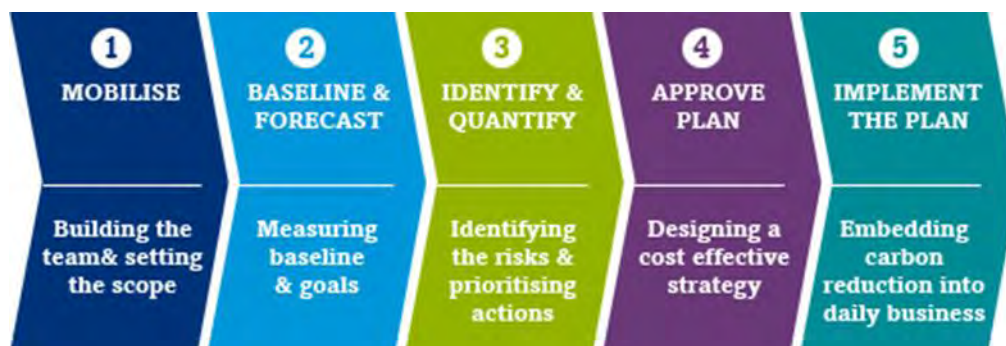 1
MOBILISE
Building the
team& setting
the scope
2
BASELINE &
FORECAST
Measuring
baseline
& goals
3
IDENTIFY &
QUANTIFY
Identifying
the risks &
prioritising
actions
4
APPROVE
PLAN
Designing a
cost effective
strategy
5
IMPLEMENT
THE PLAN
Embedding
carbon
reduction into
daily business